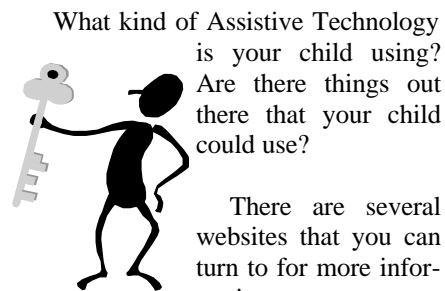 What kind of Assistive Technology
is your child using?
Are there things out
there that your child
could use?
There are several
websites that you can
turn to for more infor-